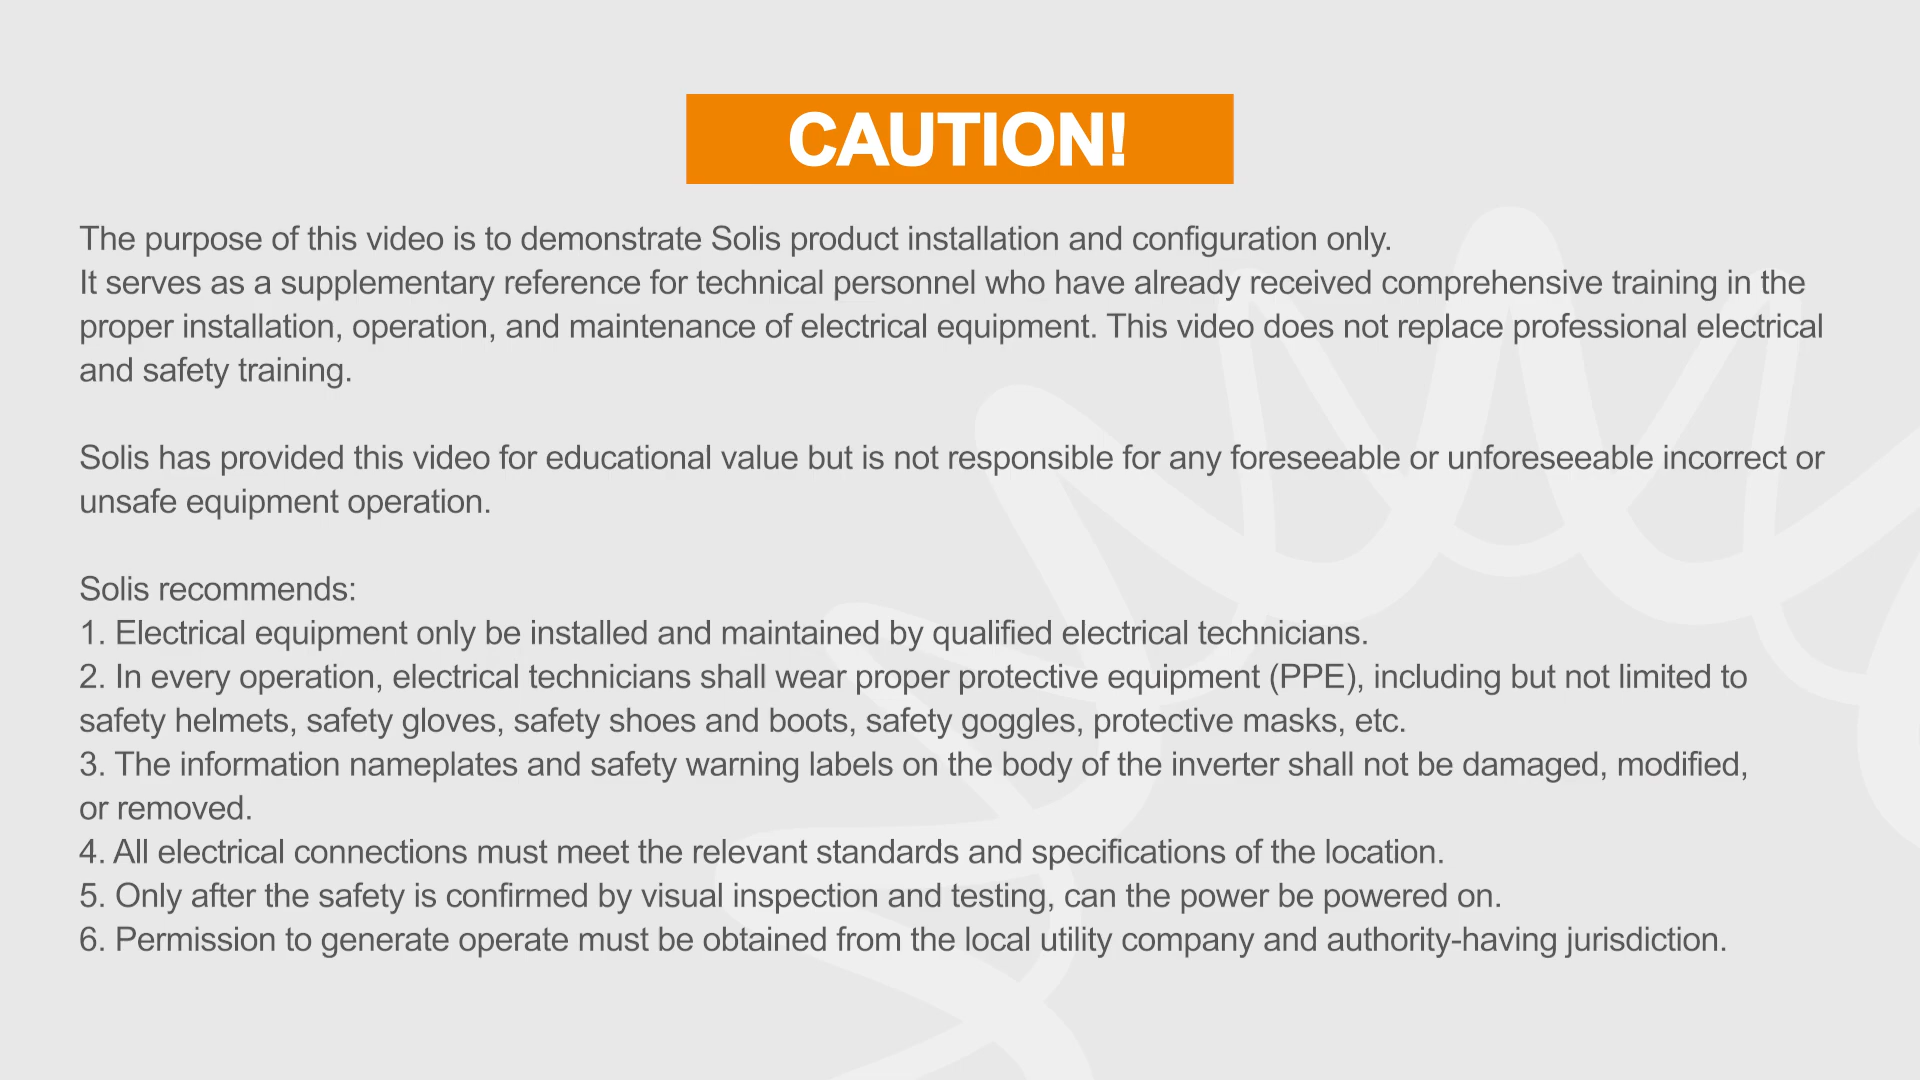 CAUTION!
The purpose of this video is to demonstrate Solis product installation and configuration only.
It serves as a supplementary reference for technical personnel who have already received comprehensive training in the
proper installation, operation, and maintenance of electrical equipment. This video does not replace professional electrical
and safety training.
Solis has provided this video for educational value but is not responsible for any foreseeable or unforeseeable incorrect or
unsafe equipment operation.
Solis recommends:
1. Electrical equipment only be installed and maintained by qualified electrical technicians.
2. In every operation, electrical technicians shall wear proper protective equipment (PPE), including but not limited to
safety helmets, safety gloves, safety shoes and boots, safety goggles, protective masks, etc.
3. The information nameplates and safety warning labels on the body of the inverter shall not be damaged, modified,
or removed.
4. All electrical connections must meet the relevant standards and specifications of the location.
5. Only after the safety is confirmed by visual inspection and testing, can the power be powered on.
6. Permission to generate operate must be obtained from the local utility company and authority-having jurisdiction.